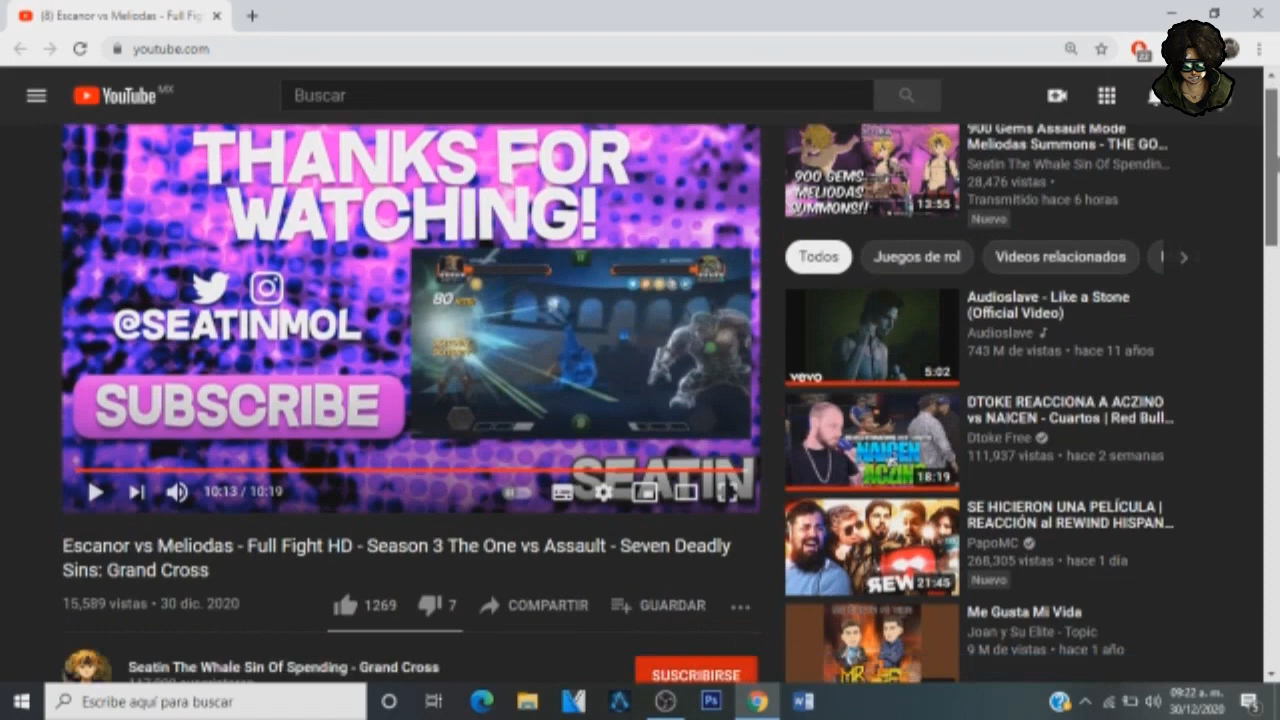 (8) Escanor vs Meliodas - Full Fig
youtube.com
22
YouTube MX
Buscar
THANKS FOR
WATCHING!
@SEATINMOL
SUBSCRIBE
80
SEATIN
10:13 / 10:19
Escanor vs Meliodas - Full Fight HD - Season 3 The One vs Assault - Seven Deadly
Sins: Grand Cross
15,589 vistas • 30 dic. 2020
1269
7
COMPARTIR
GUARDAR
Seatin The Whale Sin Of Spending - Grand Cross
SUSCRIBIRSE
900 GEMS
MELIODAS
SUMMONS!!
13:55
900 Gems Assault Mode
Meliodas Summons - THE GO...
Seatin The Whale Sin Of Spendin...
28,476 vistas •
Transmitido hace 6 horas
Nuevo
Todos
Juegos de rol
Videos relacionados
vevo
5:02
Audioslave - Like a Stone
(Official Video)
Audioslave
743 M de vistas • hace 11 años
NAICEN
ACZIN
18:19
DTOKE REACCIONA A ACZINO
vs NAICEN - Cuartos | Red Bull...
Dtoke Free
111,937 vistas • hace 2 semanas
REW
21:45
SE HICIERON UNA PELÍCULA |
REACCIÓN al REWIND HISPAN...
PapoMC
268,305 vistas • hace 1 día
Nuevo
Me Gusta Mi Vida
Joan y Su Elite - Topic
9 M de vistas • hace 1 año
Escribe aquí para buscar
Ps
W
09:22 a. m.
30/12/2020
5